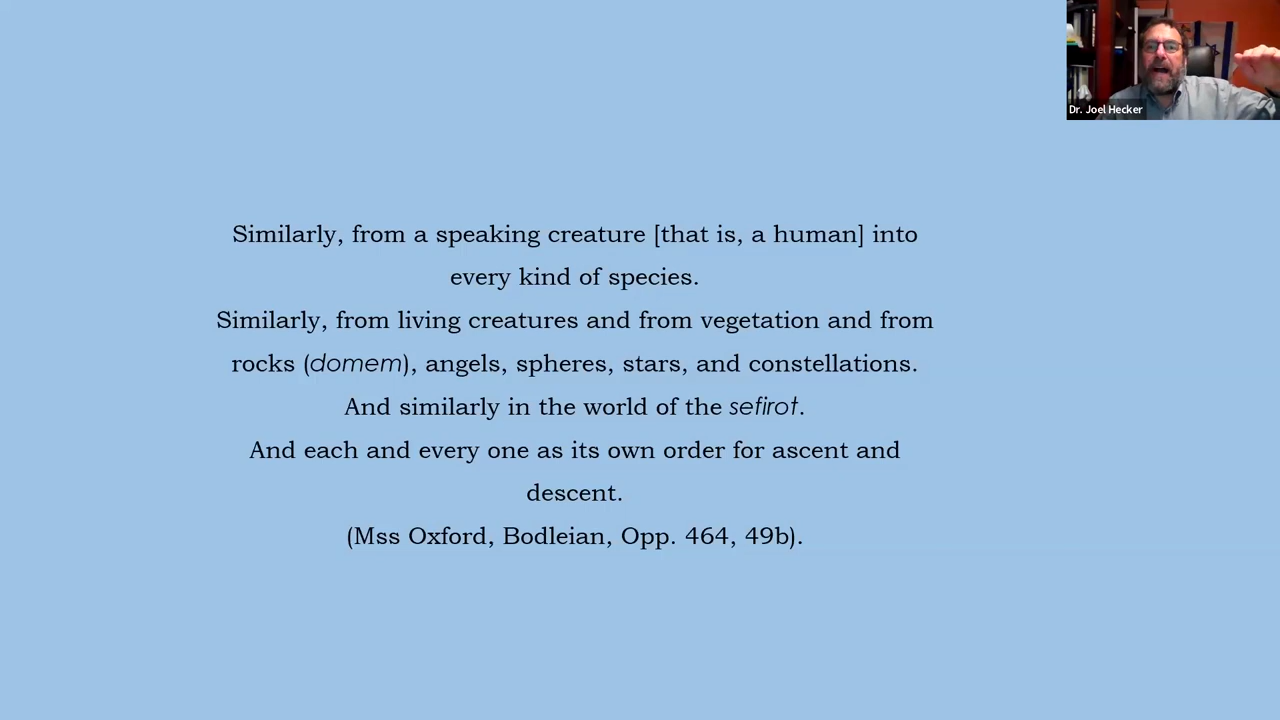 Dr. Joel Hecker
Similarly, from a speaking creature [that is, a human] into
every kind of species.
Similarly, from living creatures and from vegetation and from
rocks (domem), angels, spheres, stars, and constellations.
And similarly in the world of the sefirot.
And each and every one as its own order for ascent and
descent.
(Mss Oxford, Bodleian, Opp. 464, 49b).